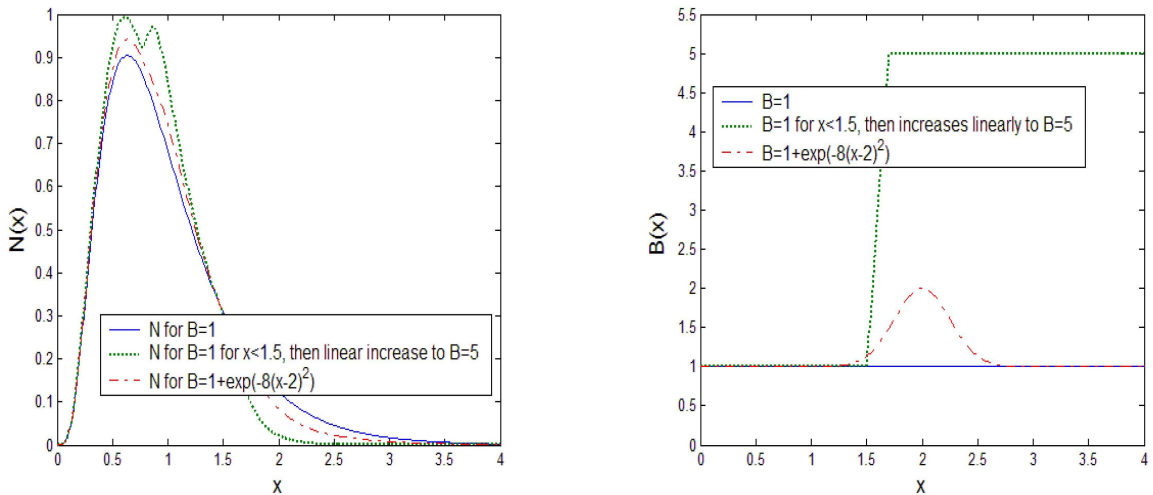 1
0.9
0.8
0.7
0.6
0.5
0.4
0.3
0.2
0.1
0
N(x)
N for B=1
N for B=1 for x<1.5, then linear increase to B=5
N for B=1+exp(-8(x-2)²)
0 0.5 1 1.5 2 2.5 3 3.5 4
x
5.5
5
4.5
4
3.5
3
2.5
2
1.5
1
0.5
0
B(x)
B=1
B=1 for x<1.5, then increases linearly to B=5
B=1+exp(-8(x-2)²)
0 0.5 1 1.5 2 2.5 3 3.5 4
x